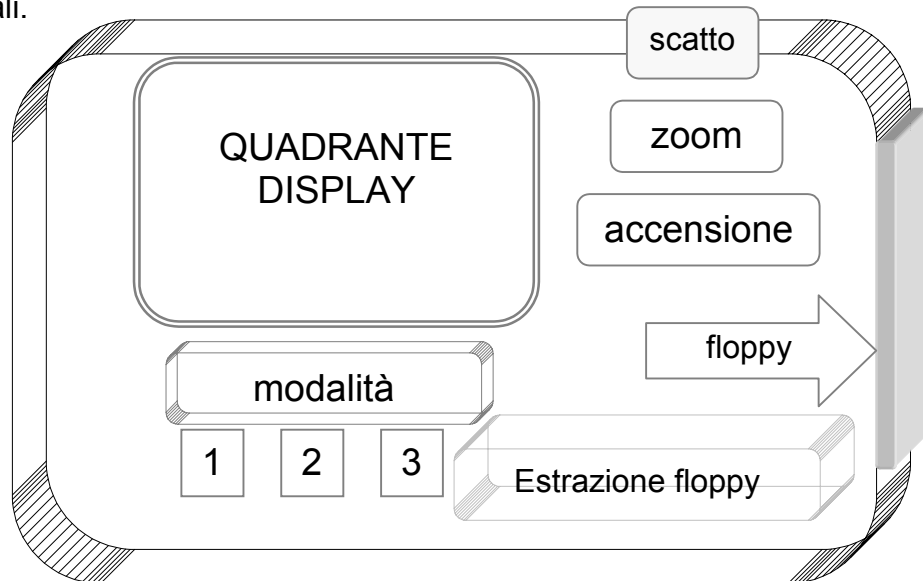 ali.
scatto
QUADRANTE
DISPLAY
zoom
accensione
floppy
modalità
1 2 3
Estrazione floppy